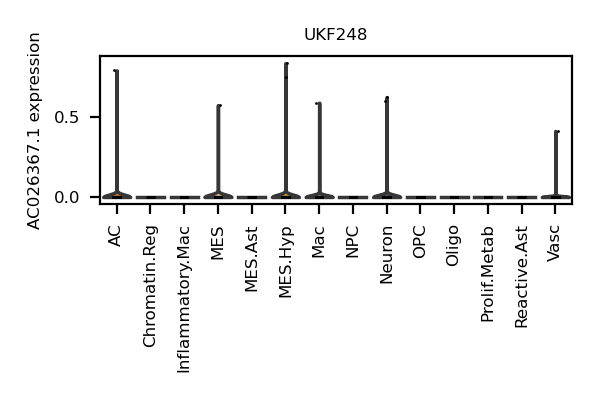 UKF248
AC026367.1 expression
0.5
0.0
AC
Chromatin.Reg
Inflammatory.Mac
MES
MES.Ast
MES.Hyp
Mac
NPC
Neuron
OPC
Oligo
Prolif.Metab
Reactive.Ast
Vasc